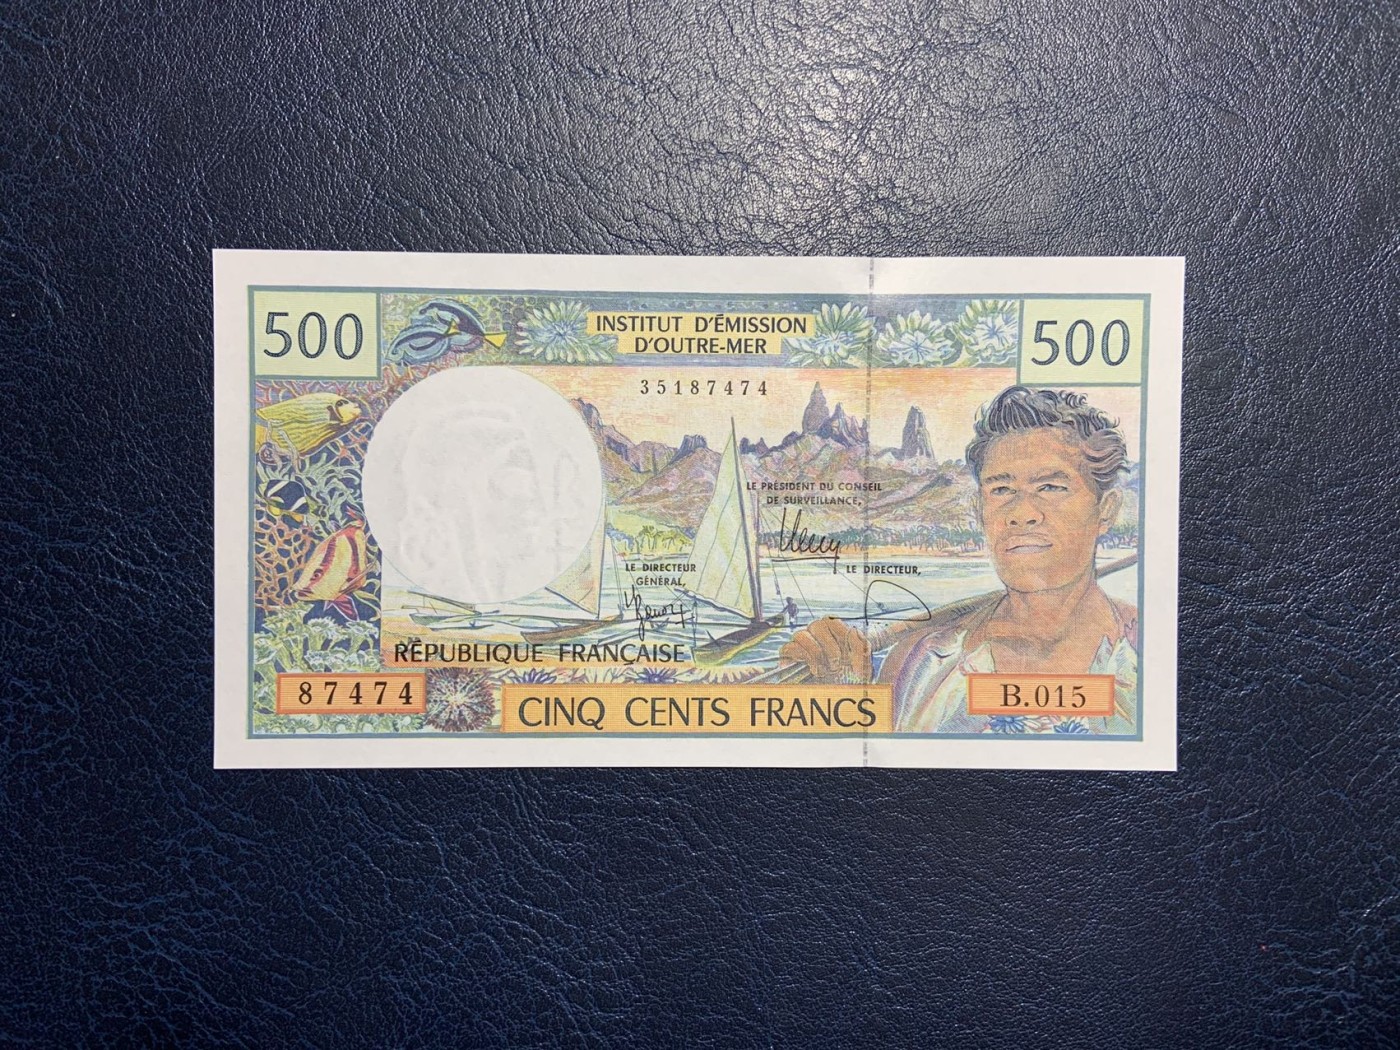 500
INSTITUT D'ÉMISSION
D'OUTRE-MER
500
35187474
LE PRÉSIDENT DU CONSEIL
DE SURVEILLANCE,
LE DIRECTEUR
GÉNÉRAL,
LE DIRECTEUR,
RÉPUBLIQUE FRANÇAISE
87474
CINQ CENTS FRANCS
B.015